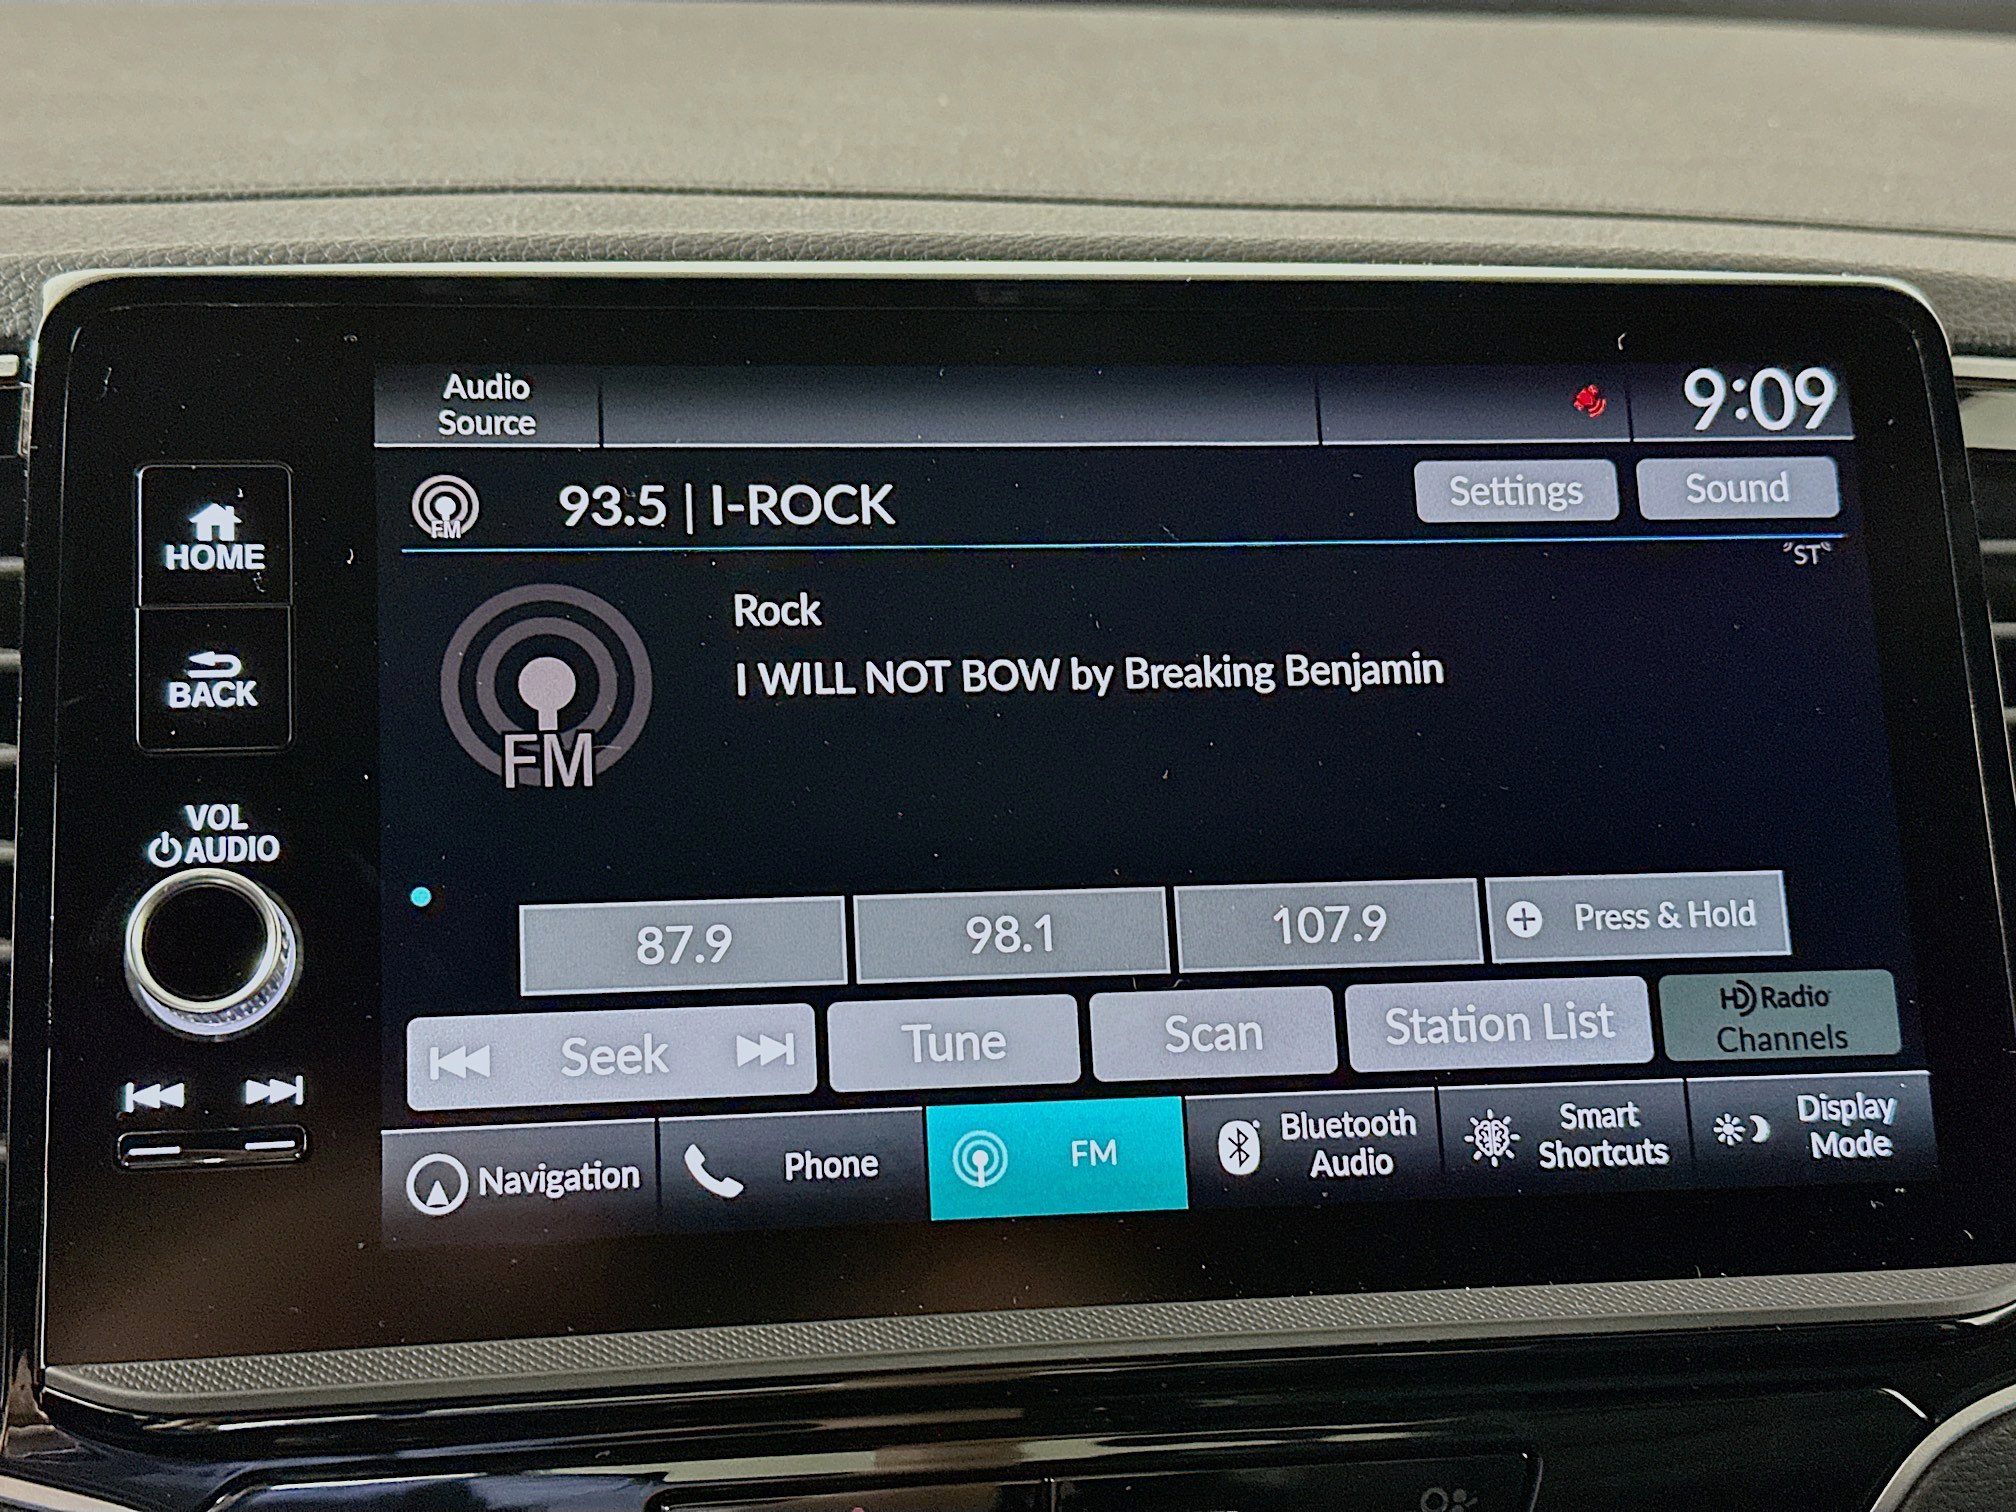 Audio
Source
9:09
FM
93.5 | I-ROCK
Settings
Sound
"ST"
HOME
BACK
Rock
I WILL NOT BOW by Breaking Benjamin
FM
VOL
AUDIO
87.9
98.1
107.9
Press & Hold
Seek
Tune
Scan
Station List
HD Radio
Channels
Navigation
Phone
FM
Bluetooth
Audio
Smart
Shortcuts
Display
Mode